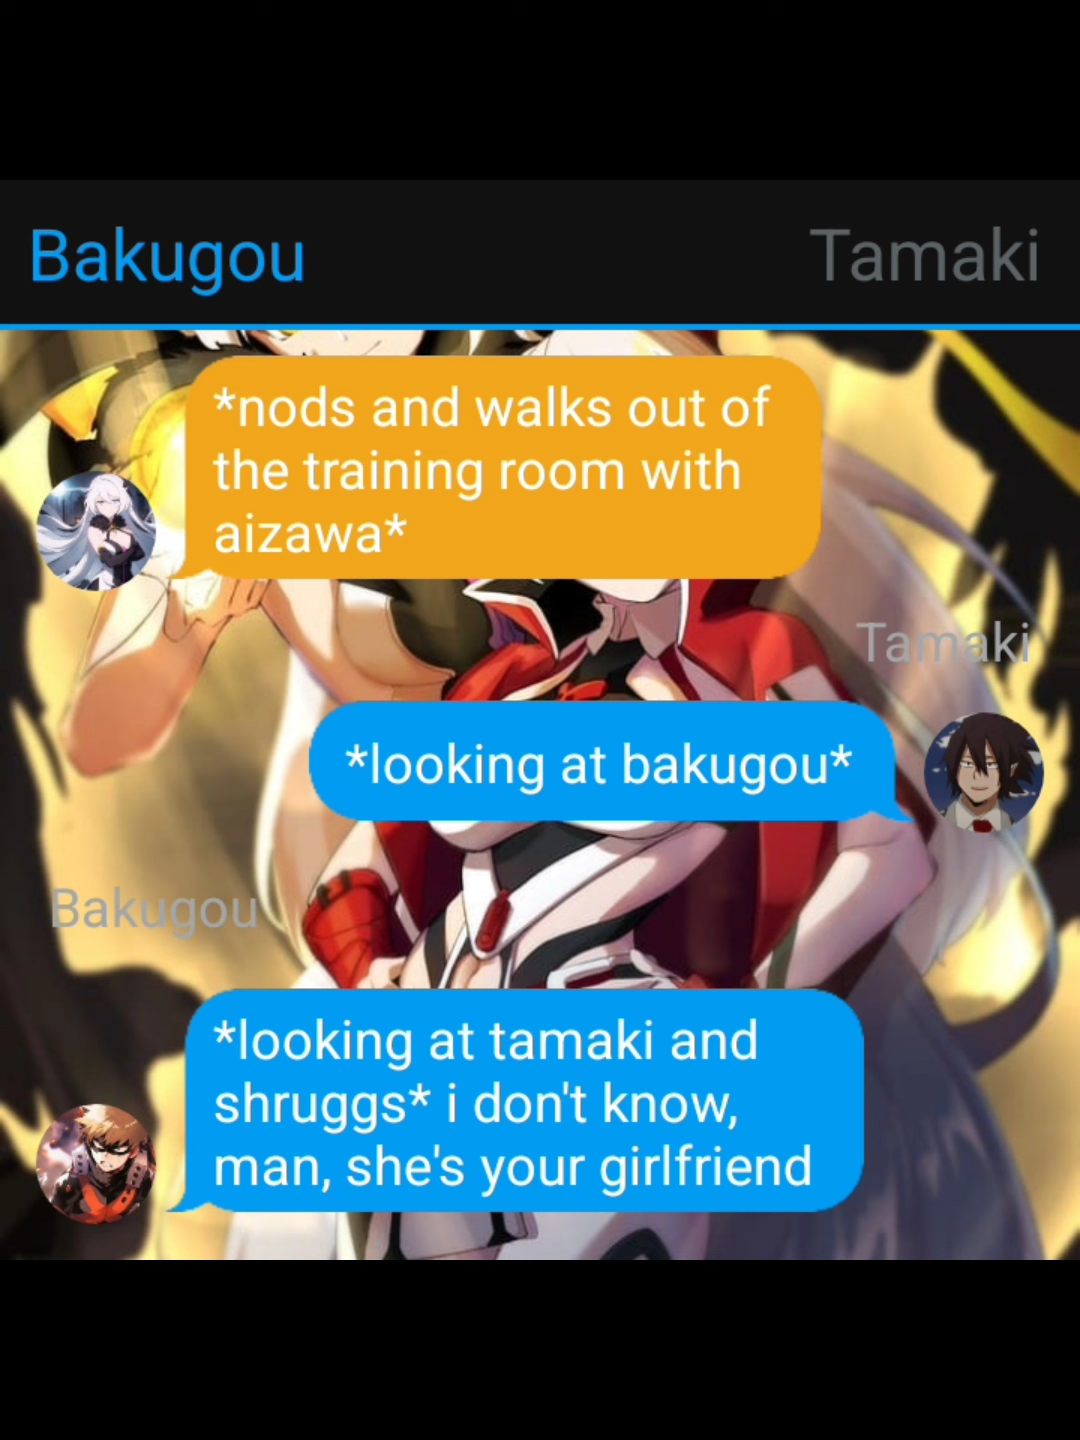 Bakugou
Tamaki
*nods and walks out of
the training room with
aizawa*
Tamaki
*looking at bakugou*
Bakugou
*looking at tamaki and
shruggs* i don't know,
man, she's your girlfriend